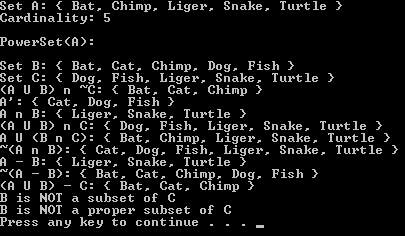 Set A: { Bat, Chimp, Liger, Snake, Turtle }
Cardinality: 5
PowerSet(A):
Set B: { Bat, Cat, Chimp, Dog, Fish }
Set C: { Dog, Fish, Liger, Snake, Turtle }
(A U B) n ~C: { Bat, Cat, Chimp }
A': { Cat, Dog, Fish }
A n B: { Liger, Snake, Turtle }
(A U B) n C: { Dog, Fish, Liger, Snake, Turtle }
A U (B n C): { Bat, Chimp, Liger, Snake, Turtle }
~(A n B): { Cat, Dog, Fish, Liger, Snake, Turtle }
A - B: { Liger, Snake, Turtle }
~(A - B): { Bat, Cat, Chimp, Dog, Fish }
(A U B) - C: { Bat, Cat, Chimp }
B is NOT a subset of C
B is NOT a proper subset of C
Press any key to continue . . . _